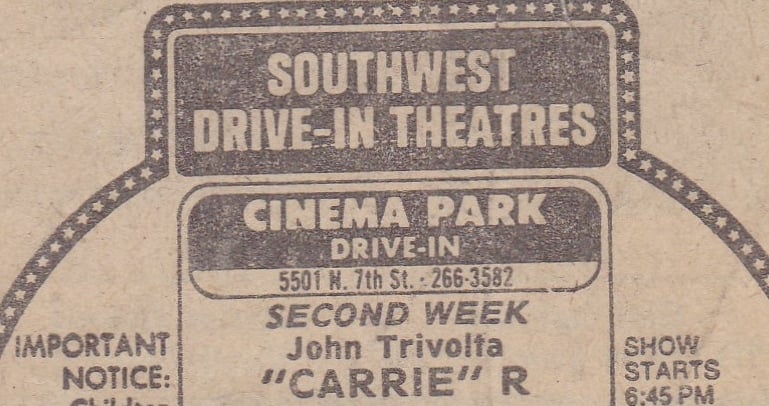 SOUTHWEST
DRIVE-IN THEATRES
CINEMA PARK
DRIVE-IN
5501 N. 7th St. - 266-3582
SECOND WEEK
John Trivolta
"CARRIE" R
IMPORTANT
NOTICE:
Children
SHOW
STARTS
6:45 PM